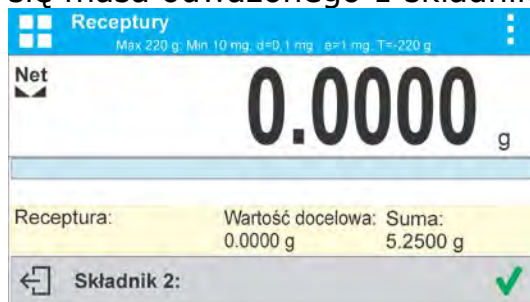 Receptury
Max 220 g; Min 10 mg; d=0,1 mg e=1 mg; T=-220 g
Net
0.0000 g
Receptura: Wartość docelowa: Suma:
0.0000 g 5.2500 g
Składnik 2: